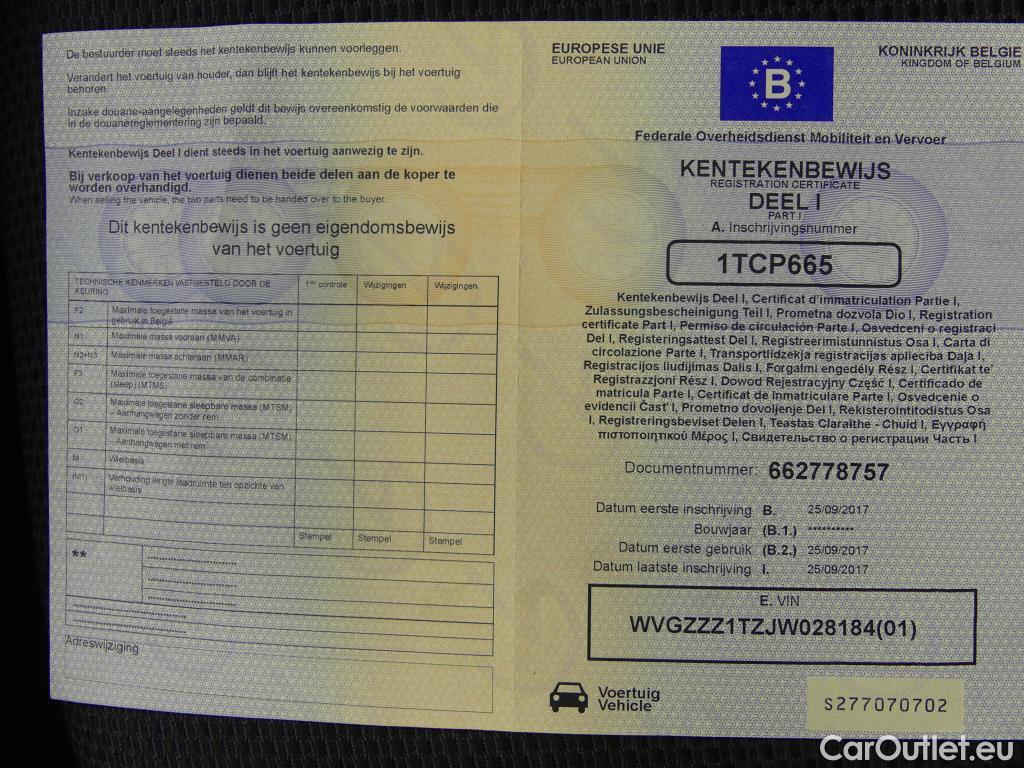 De bestuurder moet steeds het kentekenbewijs kunnen voorleggen.
Verandert het voertuig van houder, dan blijft het kentekenbewijs bij het voertuig
behoren.
Inzake douane-aangelegenheden geldt dit bewijs overeenkomstig de voorwaarden die
in de douanereglementering zijn bepaald.
Kentekenbewijs Deel I dient steeds in het voertuig aanwezig te zijn.
Bij verkoop van het voertuig dienen beide delen aan de koper te
worden overhandigd.
When selling the vehicle, the two parts need to be handed over to the buyer.
Dit kentekenbewijs is geen eigendomsbewijs
van het voertuig
TECHNISCHE KENMERKEN VASTGESTELD DOOR DE
KEURING
1ste controle
Wijzigingen
Wijzigingen
F2 Maximale toegestane massa van het voertuig in
gebruik in België
N1 Maximale massa vooraan (MMVA)
N2+N3 Maximale massa achteraan (MMAR)
F3 Maximale toegestane massa van de combinatie
(sleep) (MTMS)
O2 Maximale toegestane sleepbare massa (MTSM)
– Aanhangwagen zonder rem
O1 Maximale toegestane sleepbare massa (MTSM)
– Aanhangwagen met rem
M Wielbasis
(M1) Verhouding lengte laadruimte ten opzichte van
wielbasis
Stempel Stempel Stempel
**
Adreswijziging
EUROPESE UNIE
EUROPEAN UNION
B
KONINKRIJK BELGIE
KINGDOM OF BELGIUM
Federale Overheidsdienst Mobiliteit en Vervoer
KENTEKENBEWIJS
REGISTRATION CERTIFICATE
DEEL I
PART I
A. Inschrijvingsnummer
1TCP665
Kentekenbewijs Deel I, Certificat d'immatriculation Partie I,
Zulassungsbescheinigung Teil I, Prometna dozvola Dio I, Registration
certificate Part I, Permiso de circulación Parte I, Osvedceni o registraci
Del I, Registeringsattest Del I, Registreerimistunnistus Osa I, Carta di
circolazione Parte I, Transportlidzekja registracijas aplieciba Daja I,
Registracijos liudijimas Dalis I, Forgalmi engedély Rész I, Certifikat te'
Registrazzjoni Rész I, Dowod Rejestracyjny Część I, Certificado de
matricula Parte I, Certificat de Inmatriculare Parte I, Osvedcenie o
evidencii Čast' I, Prometno dovoljenje Del I, Rekisterointitodistus Osa
I, Registreringsbeviset Delen I, Teastas Claraithe - Chuid I, Εγγραφή
πιστοποιητικού Μέρος I, Свидетельство о регистрации Часть I
Documentnummer: 662778757
Datum eerste inschrijving B. 25/09/2017
Bouwjaar (B.1.) **********
Datum eerste gebruik (B.2.) 25/09/2017
Datum laatste inschrijving I. 25/09/2017
E. VIN
WVGZZZ1TZJW028184(01)
Voertuig
Vehicle
S277070702
CarOutlet.eu